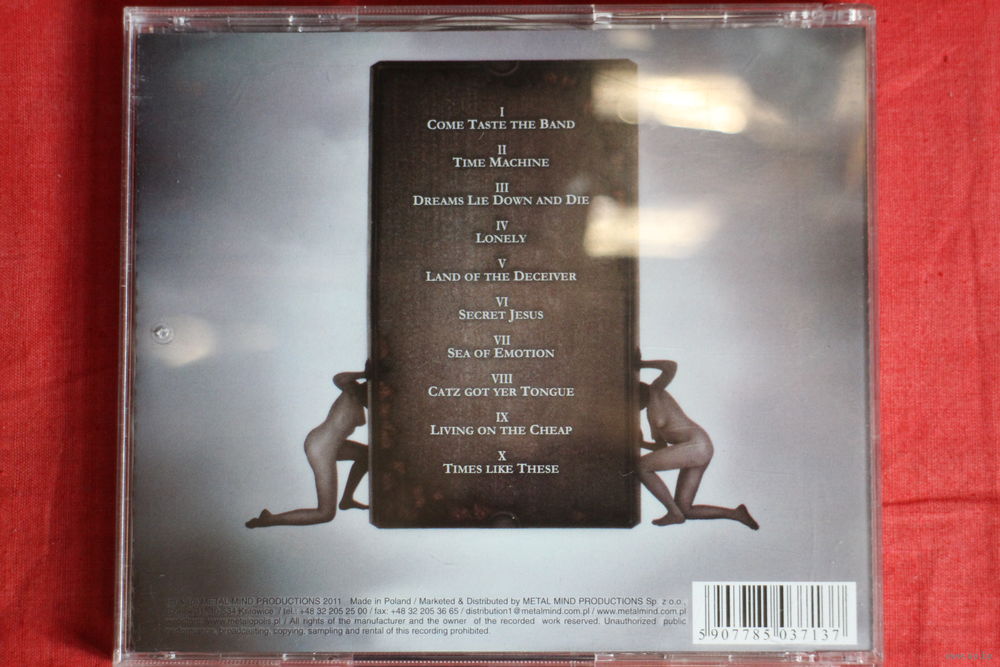 I
COME TASTE THE BAND
II
TIME MACHINE
III
DREAMS LIE DOWN AND DIE
IV
LONELY
V
LAND OF THE DECEIVER
VI
SECRET JESUS
VII
SEA OF EMOTION
VIII
CATZ GOT YER TONGUE
IX
LIVING ON THE CHEAP
X
TIMES LIKE THESE
METAL MIND PRODUCTIONS 2011 Made in Poland / Marketed & Distributed by METAL MIND PRODUCTIONS Sp. z o.o.,
Katowice / tel.: +48 32 205 25 00 / fax: +48 32 205 36 65 / distribution1@metalmind.com.pl / www.metalmind.com.pl
www.metalopolis.pl / All rights of the manufacturer and the owner of the recorded work reserved. Unauthorized public
performance, broadcasting, copying, sampling and rental of this recording prohibited.
5 907785 037137